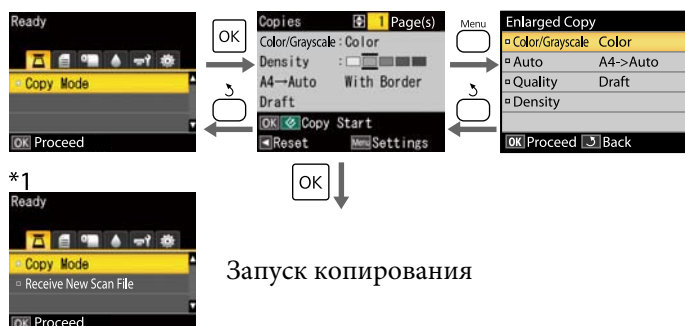 Ready
Copy Mode
OK Proceed
OK
Copies 1 Page(s)
Color/Grayscale : Color
Density :
A4→Auto With Border
Draft
OK Copy Start
Reset Menu Settings
Menu
Enlarged Copy
Color/Grayscale Color
Auto A4->Auto
Quality Draft
Density
OK Proceed Back
OK
*1
Ready
Copy Mode
Receive New Scan File
OK Proceed
Запуск копирования